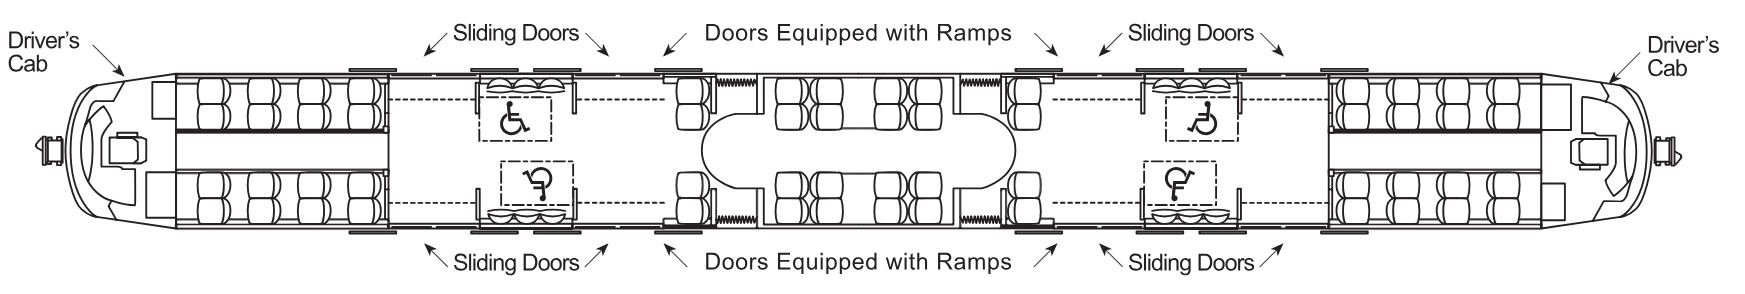 Driver's
Cab
Sliding Doors
Doors Equipped with Ramps
Sliding Doors
Driver's
Cab
Sliding Doors
Doors Equipped with Ramps
Sliding Doors